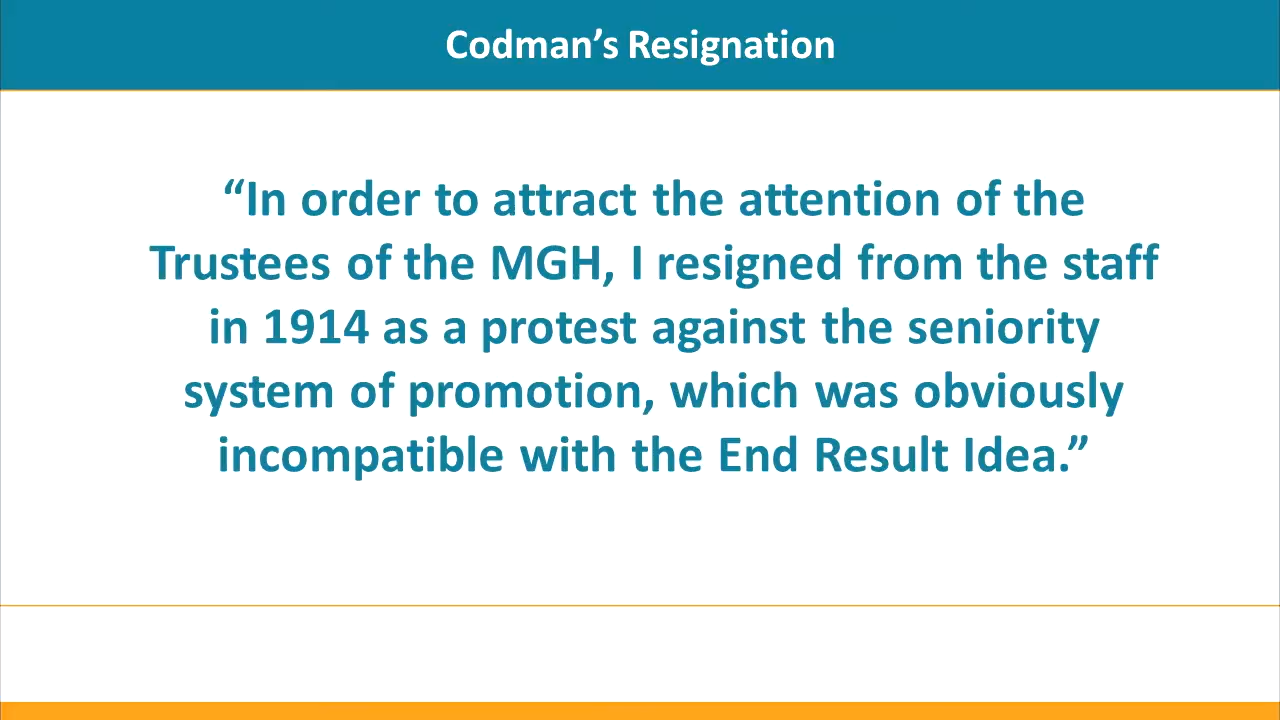 Codman’s Resignation
“In order to attract the attention of the
Trustees of the MGH, I resigned from the staff
in 1914 as a protest against the seniority
system of promotion, which was obviously
incompatible with the End Result Idea.”